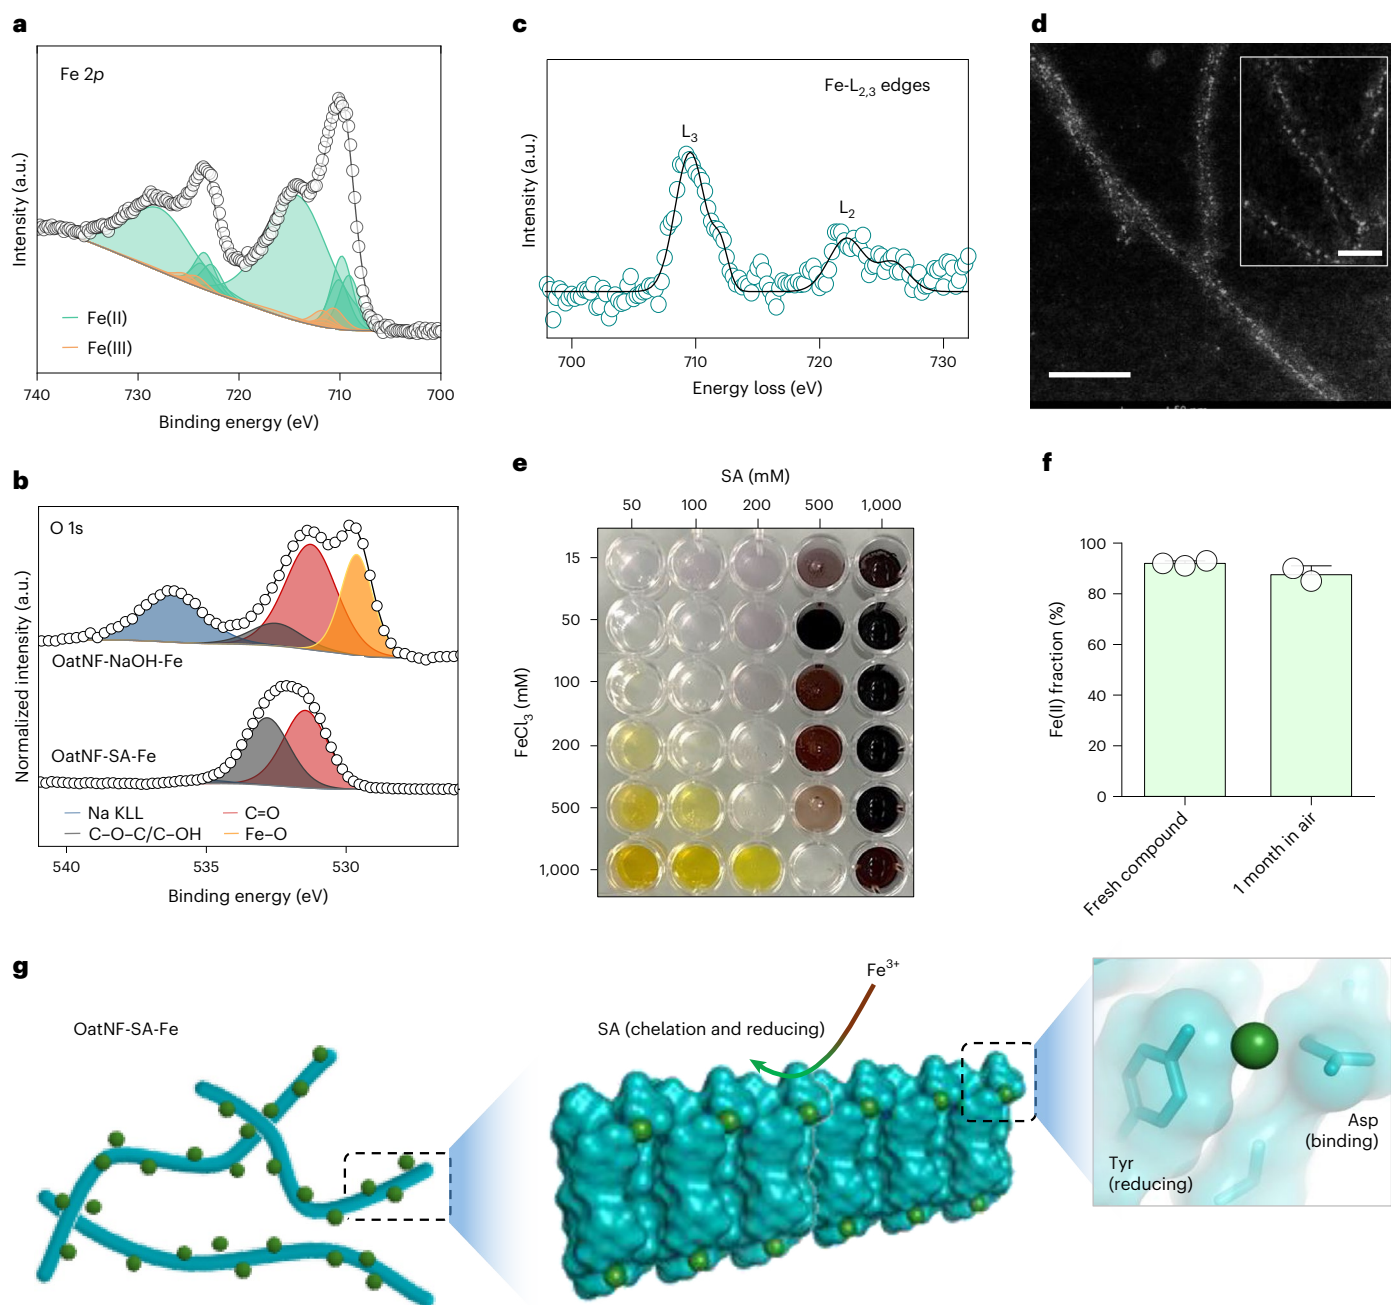 a
Fe 2p
Intensity (a.u.)
Fe(II)
Fe(III)
740 730 720 710 700
Binding energy (eV)
c
Fe-L2,3 edges
L3
L2
Intensity (a.u.)
700 710 720 730
Energy loss (eV)
d
b
O 1s
OatNF-NaOH-Fe
OatNF-SA-Fe
Normalized intensity (a.u.)
Na KLL
C=O
C–O–C/C–OH
Fe–O
540 535 530
Binding energy (eV)
e
SA (mM)
50 100 200 500 1,000
FeCl3 (mM)
15
50
100
200
500
1,000
f
Fe(II) fraction (%)
100
80
60
40
20
0
Fresh compound
1 month in air
g
OatNF-SA-Fe
Fe3+
SA (chelation and reducing)
Tyr
(reducing)
Asp
(binding)